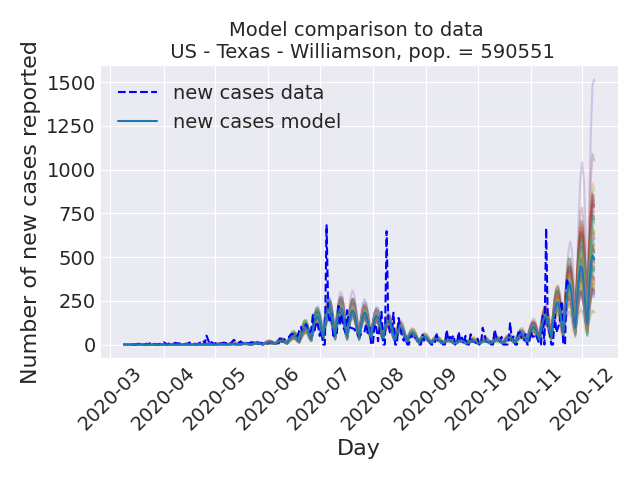 Model comparison to data
US - Texas - Williamson, pop. = 590551
Number of new cases reported
1500
1250
1000
750
500
250
0
new cases data
new cases model
2020-03
2020-04
2020-05
2020-06
2020-07
2020-08
2020-09
2020-10
2020-11
2020-12
Day